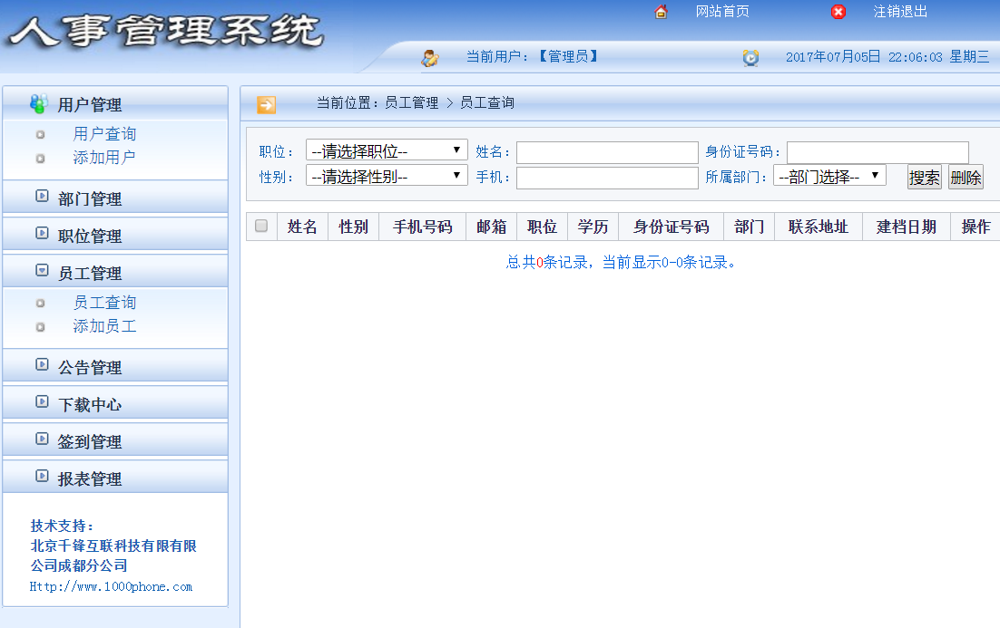 人事管理系统
网站首页 注销退出
当前用户：【管理员】 2017年07月05日 22:06:03 星期三
用户管理
用户查询
添加用户
部门管理
职位管理
员工管理
员工查询
添加员工
公告管理
下载中心
签到管理
报表管理
技术支持：
北京千锋互联科技有限有限
公司成都分公司
Http://www.1000phone.com
当前位置：员工管理 > 员工查询
职位： --请选择职位-- 姓名： 身份证号码：
性别： --请选择性别-- 手机： 所属部门： --部门选择-- 搜索 删除
姓名 性别 手机号码 邮箱 职位 学历 身份证号码 部门 联系地址 建档日期 操作
总共0条记录，当前显示0-0条记录。